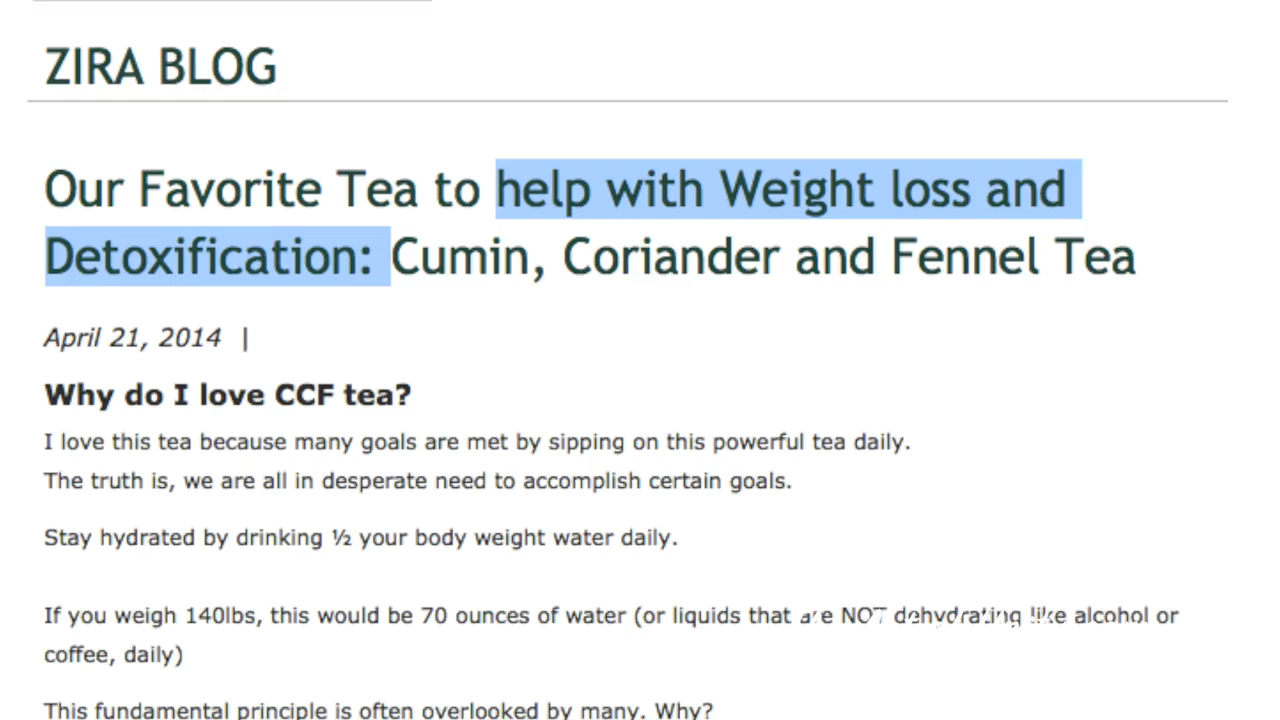 ZIRA BLOG
Our Favorite Tea to help with Weight loss and
Detoxification: Cumin, Coriander and Fennel Tea
April 21, 2014 |
Why do I love CCF tea?
I love this tea because many goals are met by sipping on this powerful tea daily.
The truth is, we are all in desperate need to accomplish certain goals.
Stay hydrated by drinking ½ your body weight water daily.
If you weigh 140lbs, this would be 70 ounces of water (or liquids that are NOT dehydrating like alcohol or
coffee, daily)
This fundamental principle is often overlooked by many. Why?